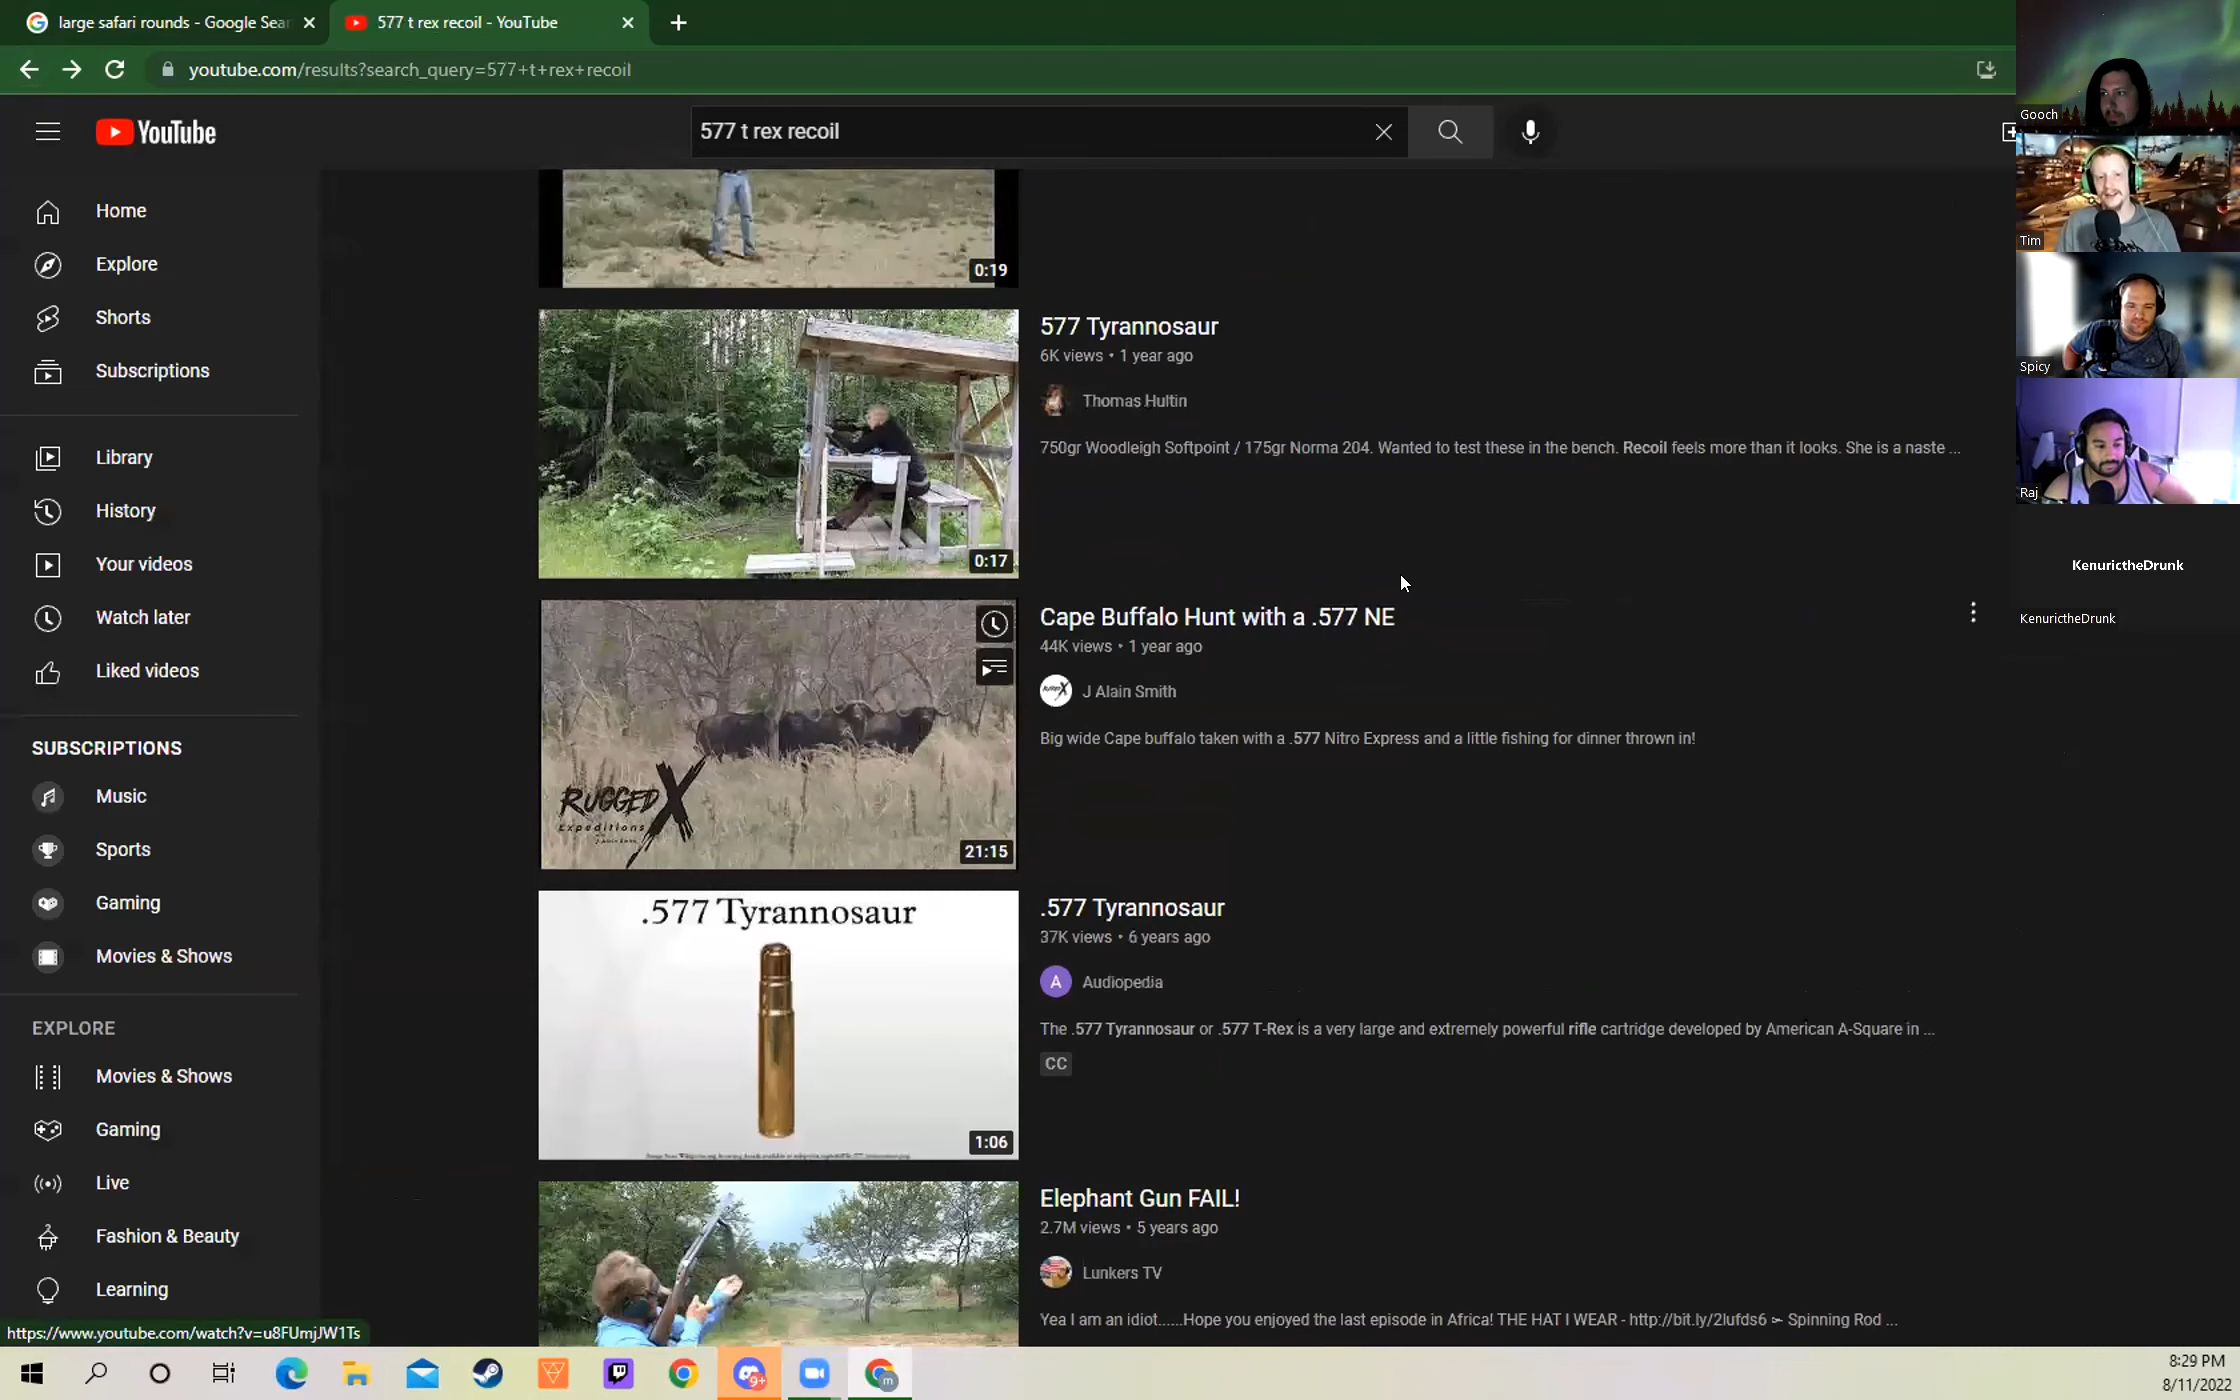 large safari rounds - Google Sear
577 t rex recoil - YouTube
youtube.com/results?search_query=577+t+rex+recoil
YouTube
577 t rex recoil
Gooch
Tim
Spicy
Raj
KenurictheDrunk
KenurictheDrunk
Home
Explore
Shorts
Subscriptions
Library
History
Your videos
Watch later
Liked videos
SUBSCRIPTIONS
Music
Sports
Gaming
Movies & Shows
EXPLORE
Movies & Shows
Gaming
Live
Fashion & Beauty
Learning
0:19
0:17
577 Tyrannosaur
6K views • 1 year ago
Thomas Hultin
750gr Woodleigh Softpoint / 175gr Norma 204. Wanted to test these in the bench. Recoil feels more than it looks. She is a naste ...
RUGGED X
Expeditions
21:15
Cape Buffalo Hunt with a .577 NE
44K views • 1 year ago
J Alain Smith
Big wide Cape buffalo taken with a .577 Nitro Express and a little fishing for dinner thrown in!
.577 Tyrannosaur
1:06
.577 Tyrannosaur
37K views • 6 years ago
A
Audiopedia
The .577 Tyrannosaur or .577 T-Rex is a very large and extremely powerful rifle cartridge developed by American A-Square in ...
CC
Elephant Gun FAIL!
2.7M views • 5 years ago
Lunkers TV
Yea I am an idiot......Hope you enjoyed the last episode in Africa! THE HAT I WEAR - http://bit.ly/2lufds6 ➣ Spinning Rod ...
https://www.youtube.com/watch?v=u8FUmjJW1Ts
9+
m
8:29 PM
8/11/2022